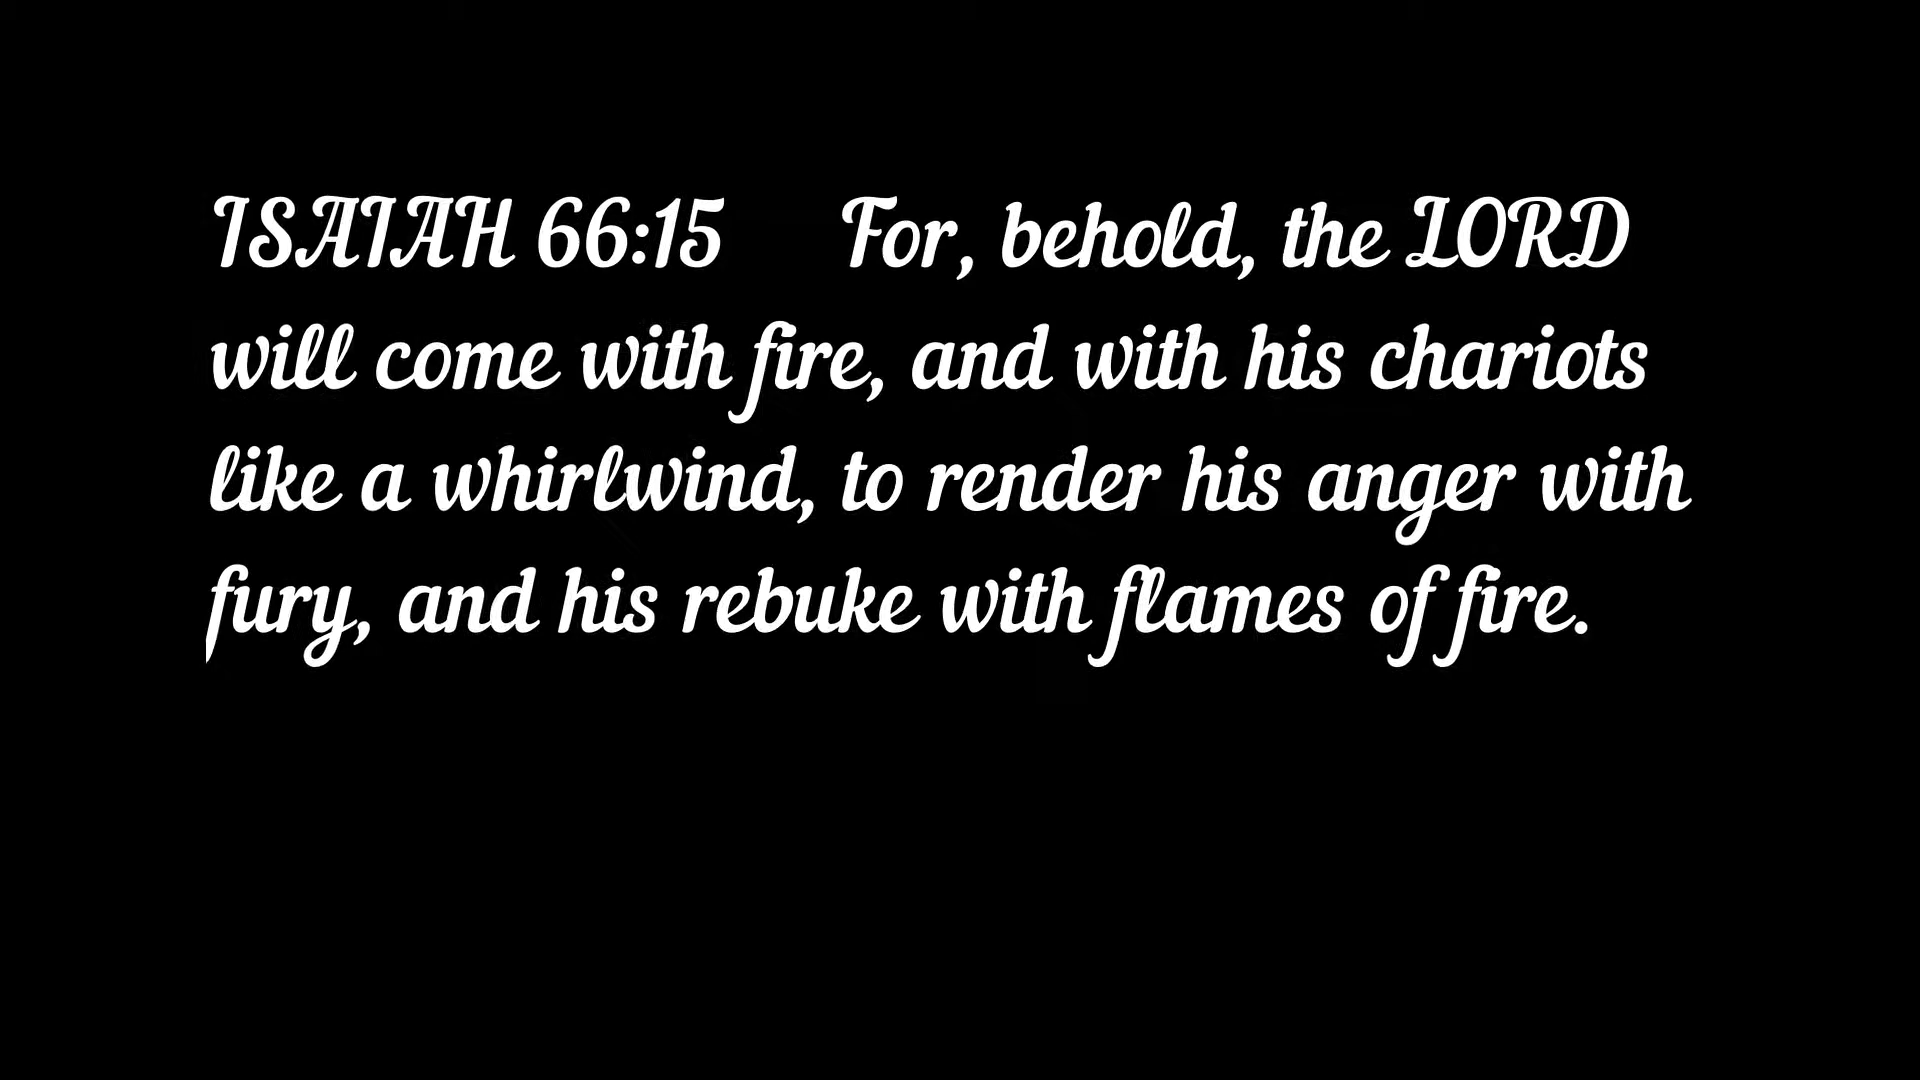 ISAIAH 66:15 For, behold, the LORD
will come with fire, and with his chariots
like a whirlwind, to render his anger with
fury, and his rebuke with flames of fire.